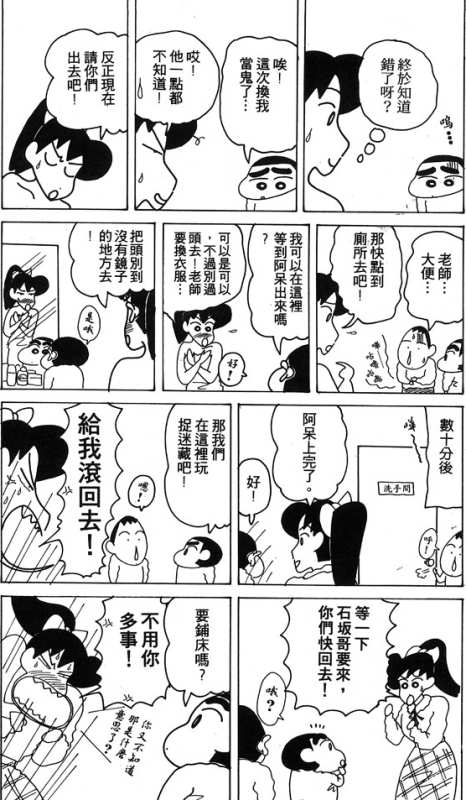 終於知道
錯了呀？
嗚…
唉！
這次換我
當鬼了…
哎！
他一點都
不知道！
反正現在
請你們
出去吧！
老師…
大便…
那快點到
廁所去吧！
我可以在這裡
等到阿呆出來嗎
？
可以是可以
，不過別過
頭去！老師
要換衣服…
好！
把頭別到
沒有鏡子
的地方去
是哦
數十分後
洗手間
呼！
阿呆上完了。
好！
那我們
在這裡玩
捉迷藏吧！
嗯！
給我滾回去！
等一下
石坂哥要來，
你們快回去！
哦？
要鋪床嗎？
不用你
多事！
你又不知道
那是什麼
意思了？